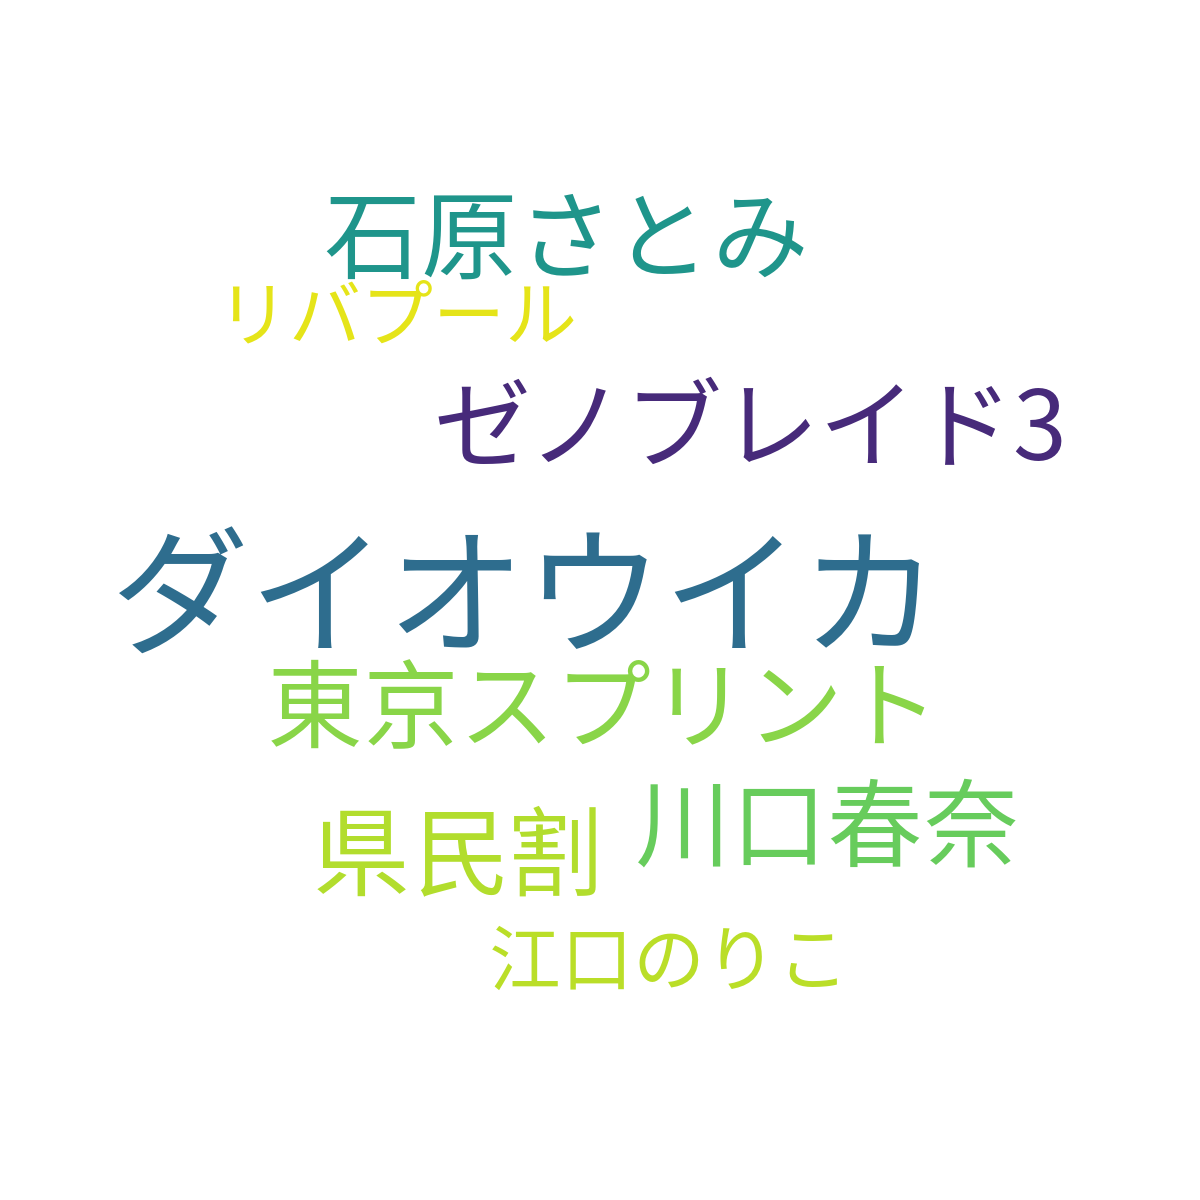 石原さとみ
リバプール
ゼノブレイド3
ダイオウイカ
東京スプリント
川口春奈
県民割
江口のりこ